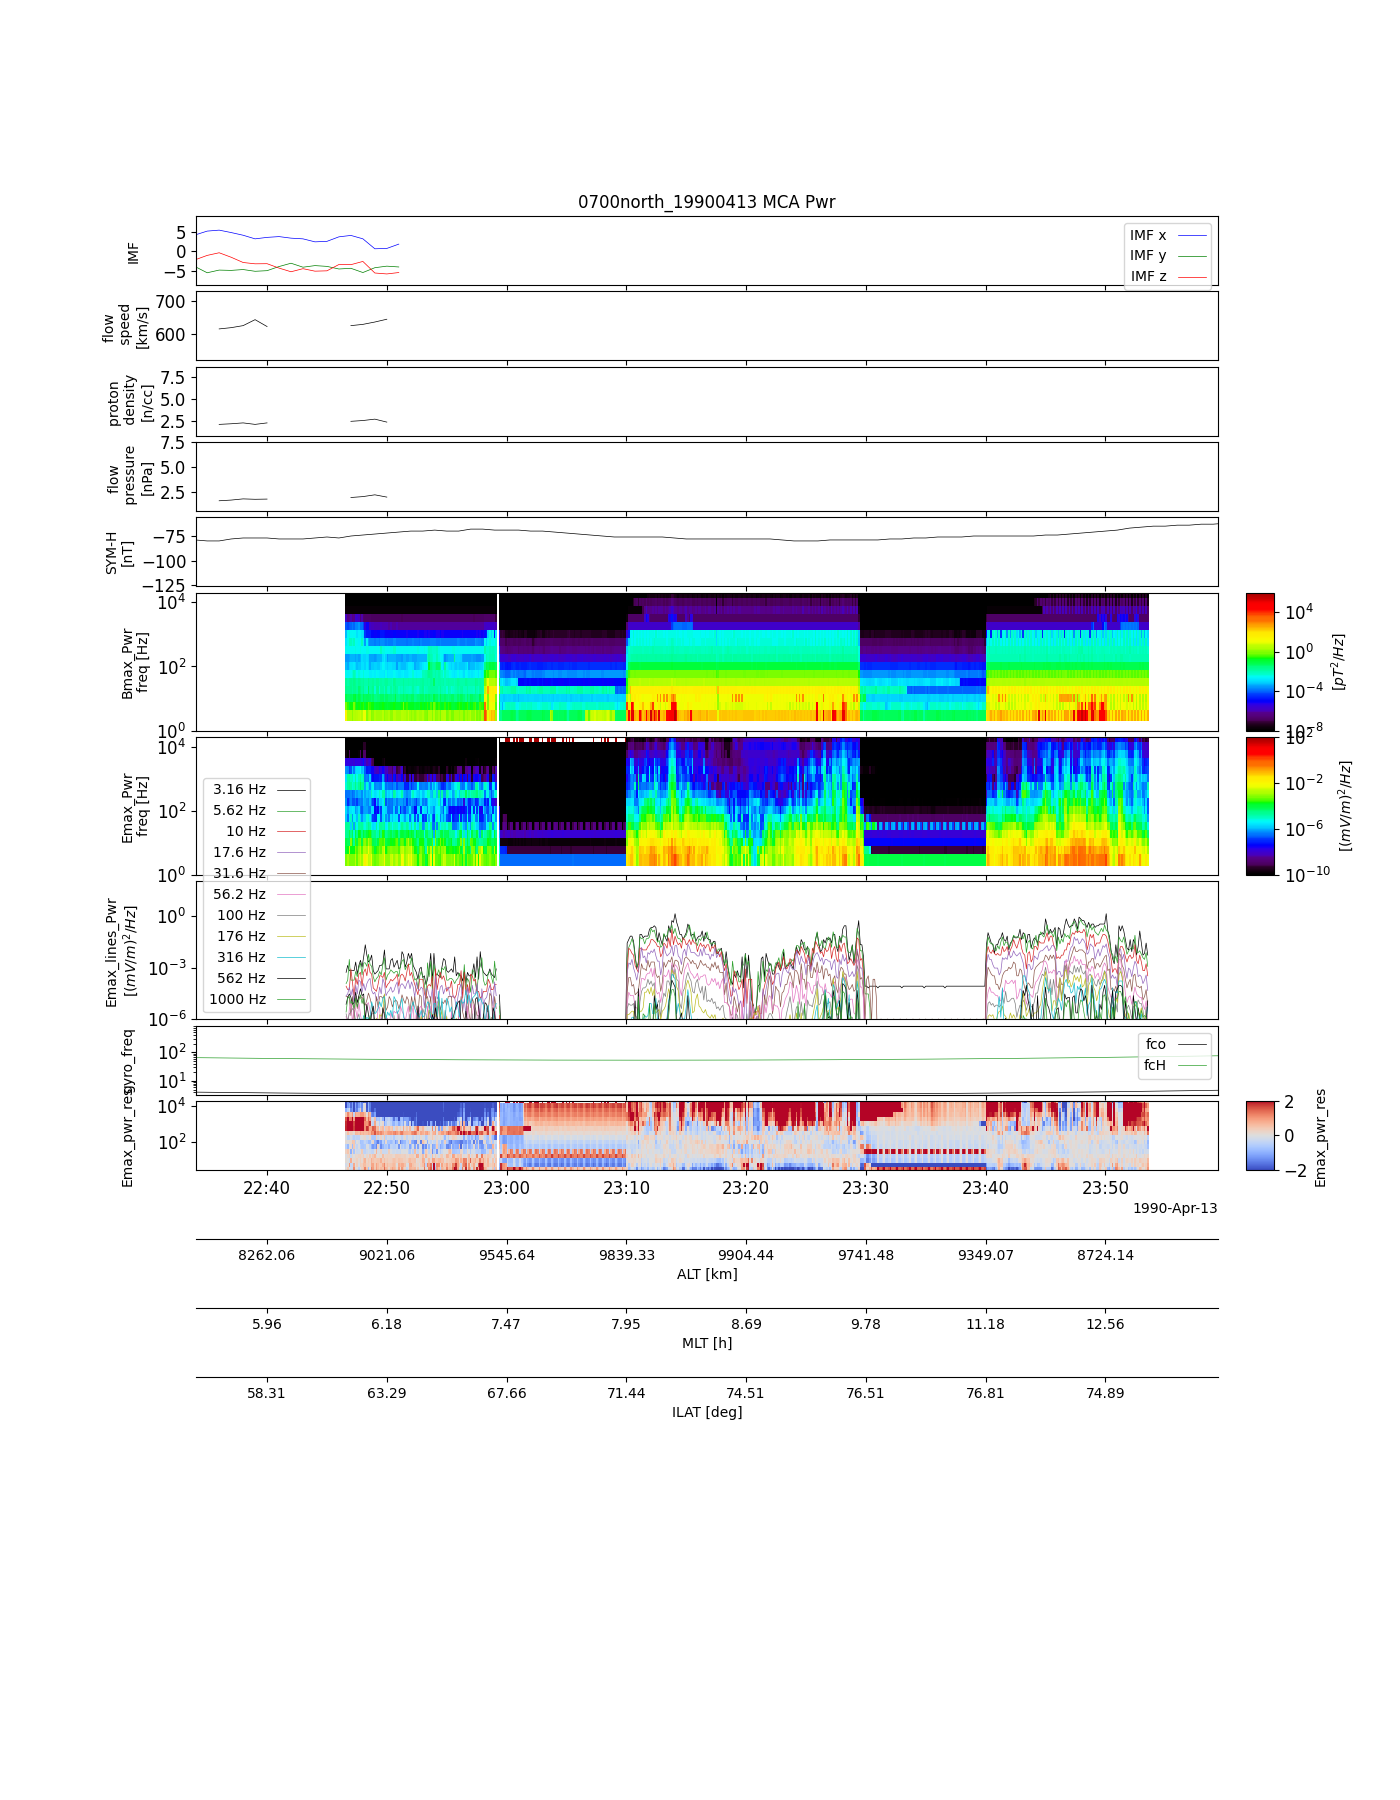 0700north_19900413 MCA Pwr
5
0
−5
IMF
IMF x
IMF y
IMF z
700
600
flow
speed
[km/s]
7.5
5.0
2.5
proton
density
[n/cc]
7.5
5.0
2.5
flow
pressure
[nPa]
−75
−100
−125
SYM-H
[nT]
10^4
10^2
10^0
Bmax_Pwr
freq [Hz]
10^4
10^0
10^−4
10^−8
[pT^2/Hz]
10^4
10^2
10^0
Emax_Pwr
freq [Hz]
10^2
10^−2
10^−6
10^−10
[(mV/m)^2/Hz]
3.16 Hz
5.62 Hz
10 Hz
17.6 Hz
31.6 Hz
56.2 Hz
100 Hz
176 Hz
316 Hz
562 Hz
1000 Hz
10^0
10^−3
10^−6
Emax_lines_Pwr
[(mV/m)^2/Hz]
10^2
10^1
gyro_freq
fco
fcH
10^4
10^2
Emax_pwr_res
2
0
−2
Emax_pwr_res
22:40 22:50 23:00 23:10 23:20 23:30 23:40 23:50
1990-Apr-13
8262.06 9021.06 9545.64 9839.33 9904.44 9741.48 9349.07 8724.14
ALT [km]
5.96 6.18 7.47 7.95 8.69 9.78 11.18 12.56
MLT [h]
58.31 63.29 67.66 71.44 74.51 76.51 76.81 74.89
ILAT [deg]